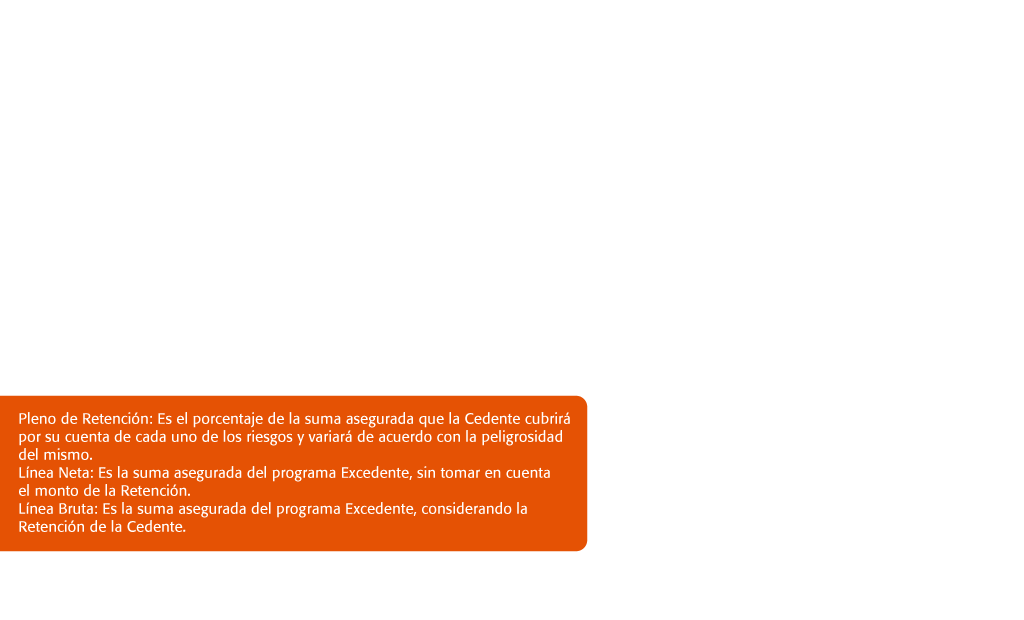 Pleno de Retención: Es el porcentaje de la suma asegurada que la Cedente cubrirá
por su cuenta de cada uno de los riesgos y variará de acuerdo con la peligrosidad
del mismo.
Línea Neta: Es la suma asegurada del programa Excedente, sin tomar en cuenta
el monto de la Retención.
Línea Bruta: Es la suma asegurada del programa Excedente, considerando la
Retención de la Cedente.